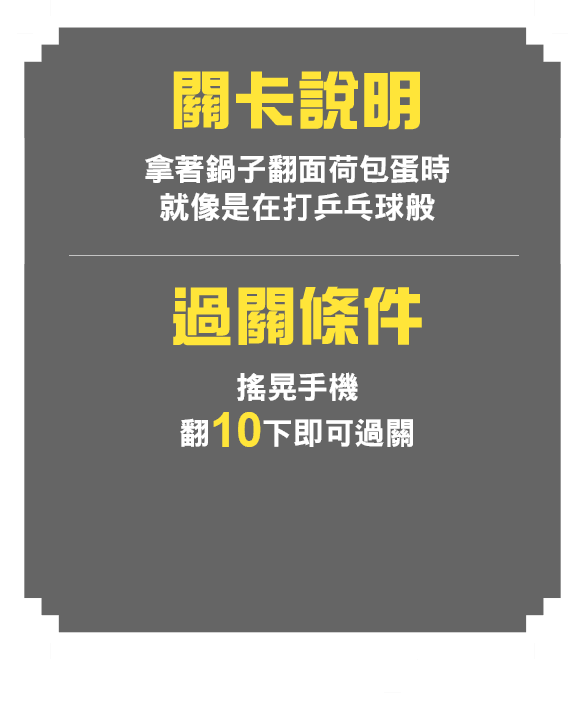 關卡說明
拿著鍋子翻面荷包蛋時
就像是在打乒乓球般
過關條件
搖晃手機
翻10下即可過關